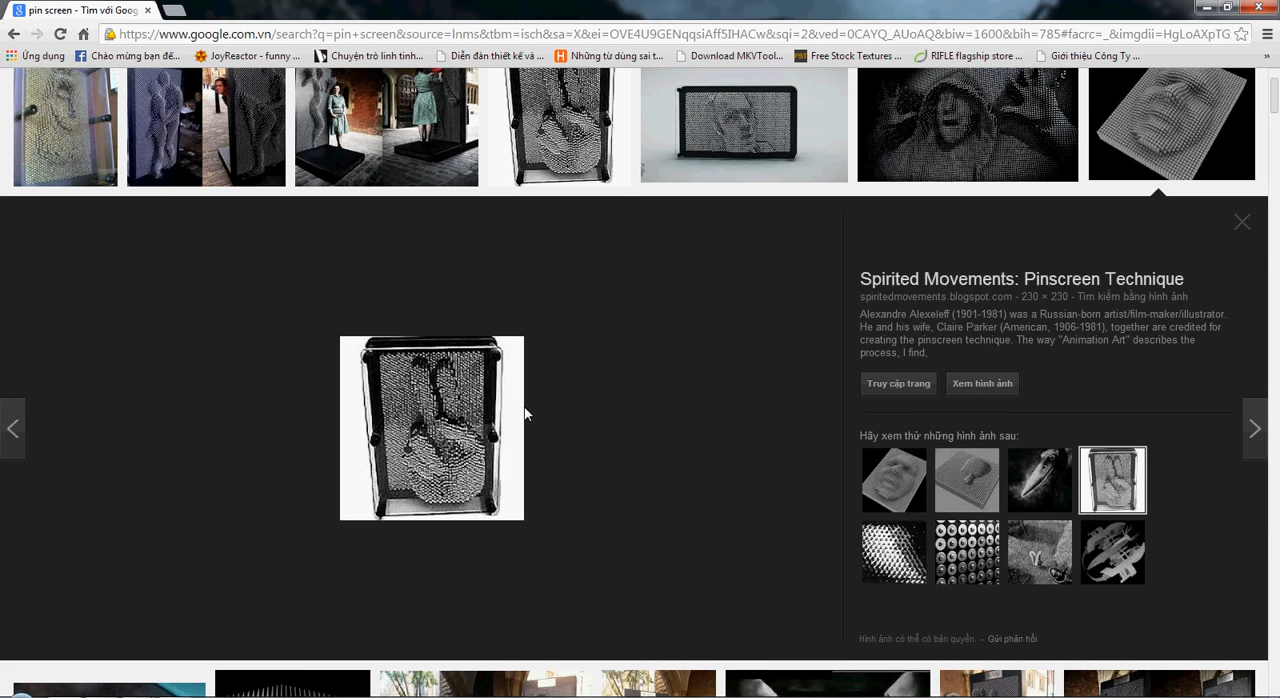 pin screen - Tìm với Goog
https://www.google.com.vn/search?q=pin+screen&source=lnms&tbm=isch&sa=X&ei=OVE4U9GENqqsiAff5IHACw&sqi=2&ved=0CAYQ_AUoAQ&biw=1600&bih=785#facrc=_&imgdii=HgLoAXpTG
Ứng dụng Chào mừng bạn đế... JoyReactor - funny ... Chuyện trò linh tinh... Diễn đàn thiết kế và ... Những từ dùng sai t... Download MKVTool... Free Stock Textures ... RIFLE flagship store ... Giới thiệu Công Ty ... »
Spirited Movements: Pinscreen Technique
spiritedmovements.blogspot.com - 230 × 230 - Tìm kiếm bằng hình ảnh
Alexandre Alexeieff (1901-1981) was a Russian-born artist/film-maker/illustrator.
He and his wife, Claire Parker (American, 1906-1981), together are credited for
creating the pinscreen technique. The way "Animation Art" describes the
process, I find,
Truy cập trang Xem hình ảnh
Hãy xem thử những hình ảnh sau:
Hình ảnh có thể có bản quyền. - Gửi phản hồi